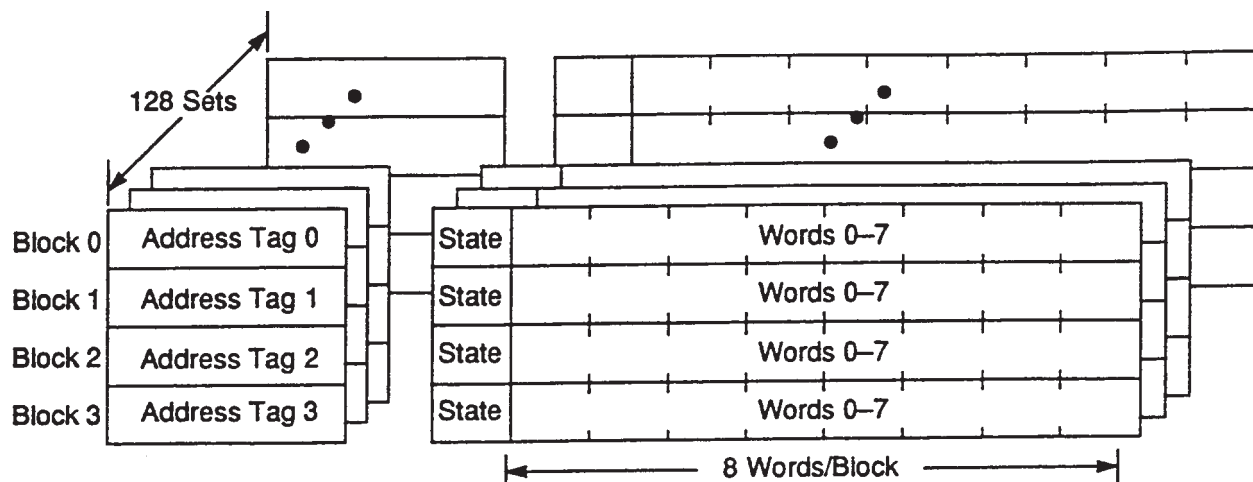 128 Sets
Block 0 Address Tag 0 State Words 0–7
Block 1 Address Tag 1 State Words 0–7
Block 2 Address Tag 2 State Words 0–7
Block 3 Address Tag 3 State Words 0–7
8 Words/Block